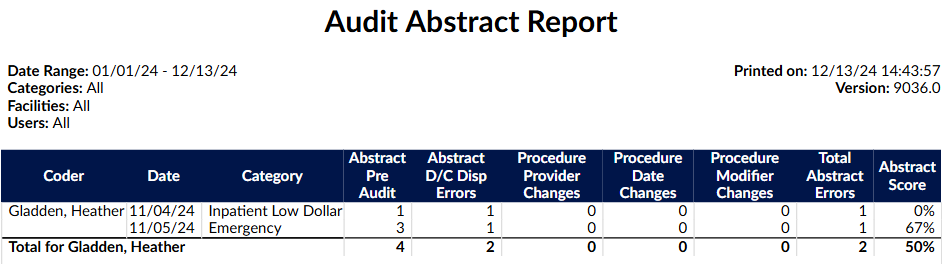 Audit Abstract Report
Date Range: 01/01/24 - 12/13/24
Printed on: 12/13/24 14:43:57
Categories: All
Version: 9036.0
Facilities: All
Users: All
Coder Date Category Abstract Pre Audit Abstract D/C Disp Errors Procedure Provider Changes Procedure Date Changes Procedure Modifier Changes Total Abstract Errors Abstract Score
Gladden, Heather 11/04/24 Inpatient Low Dollar 1 1 0 0 0 1 0%
11/05/24 Emergency 3 1 0 0 0 1 67%
Total for Gladden, Heather 4 2 0 0 0 2 50%